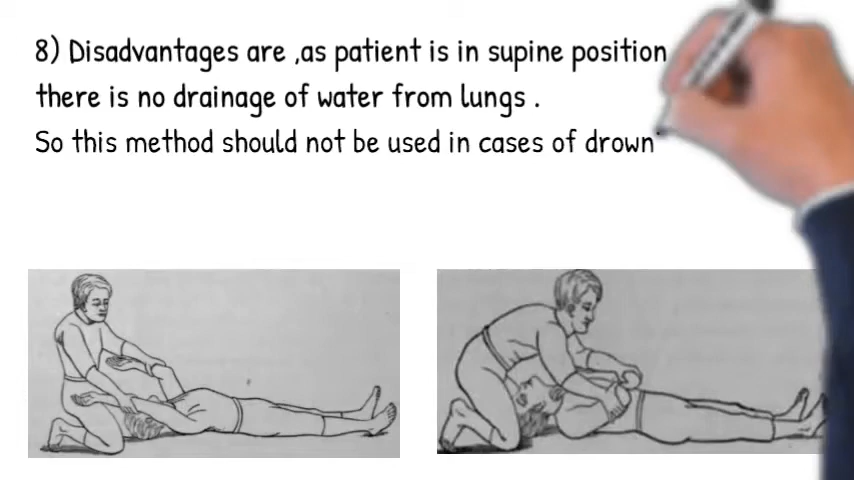 8) Disadvantages are ,as patient is in supine position
there is no drainage of water from lungs .
So this method should not be used in cases of drown